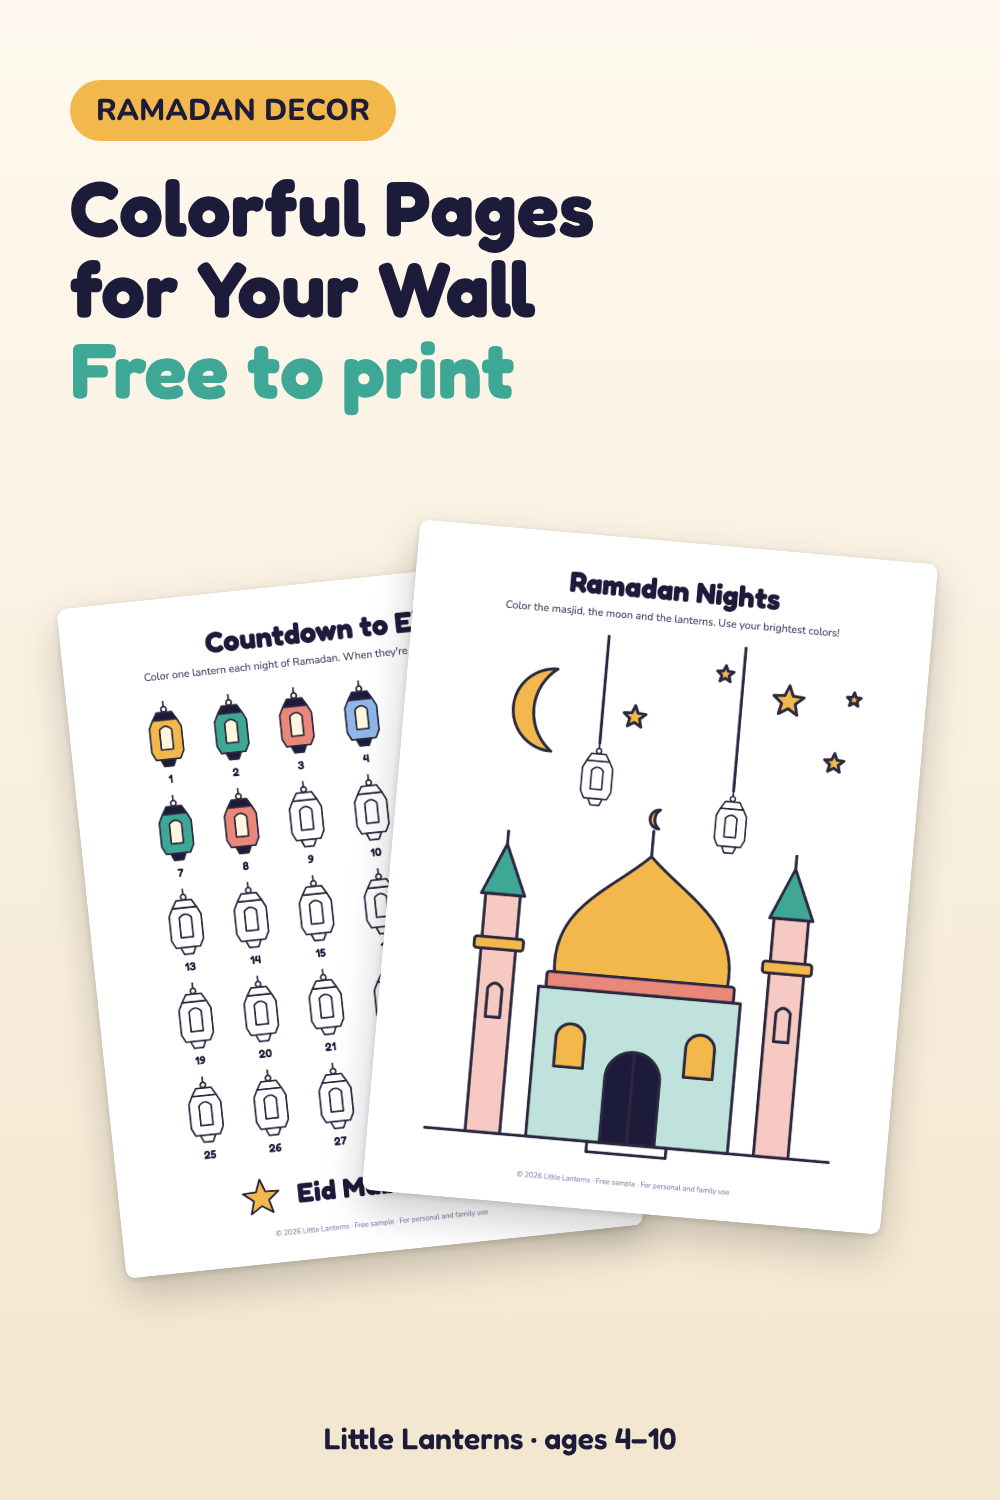 RAMADAN DECOR
Colorful Pages
for Your Wall
Free to print
Countdown to
Color one lantern each night of Ramadan. When they're
1 2 3 4
7 8 9 10
13 14 15
19 20 21
25 26 27
Eid
© 2026 Little Lanterns · Free sample · For personal and family use
Ramadan Nights
Color the masjid, the moon and the lanterns. Use your brightest colors!
© 2026 Little Lanterns · Free sample · For personal and family use
Little Lanterns · ages 4–10